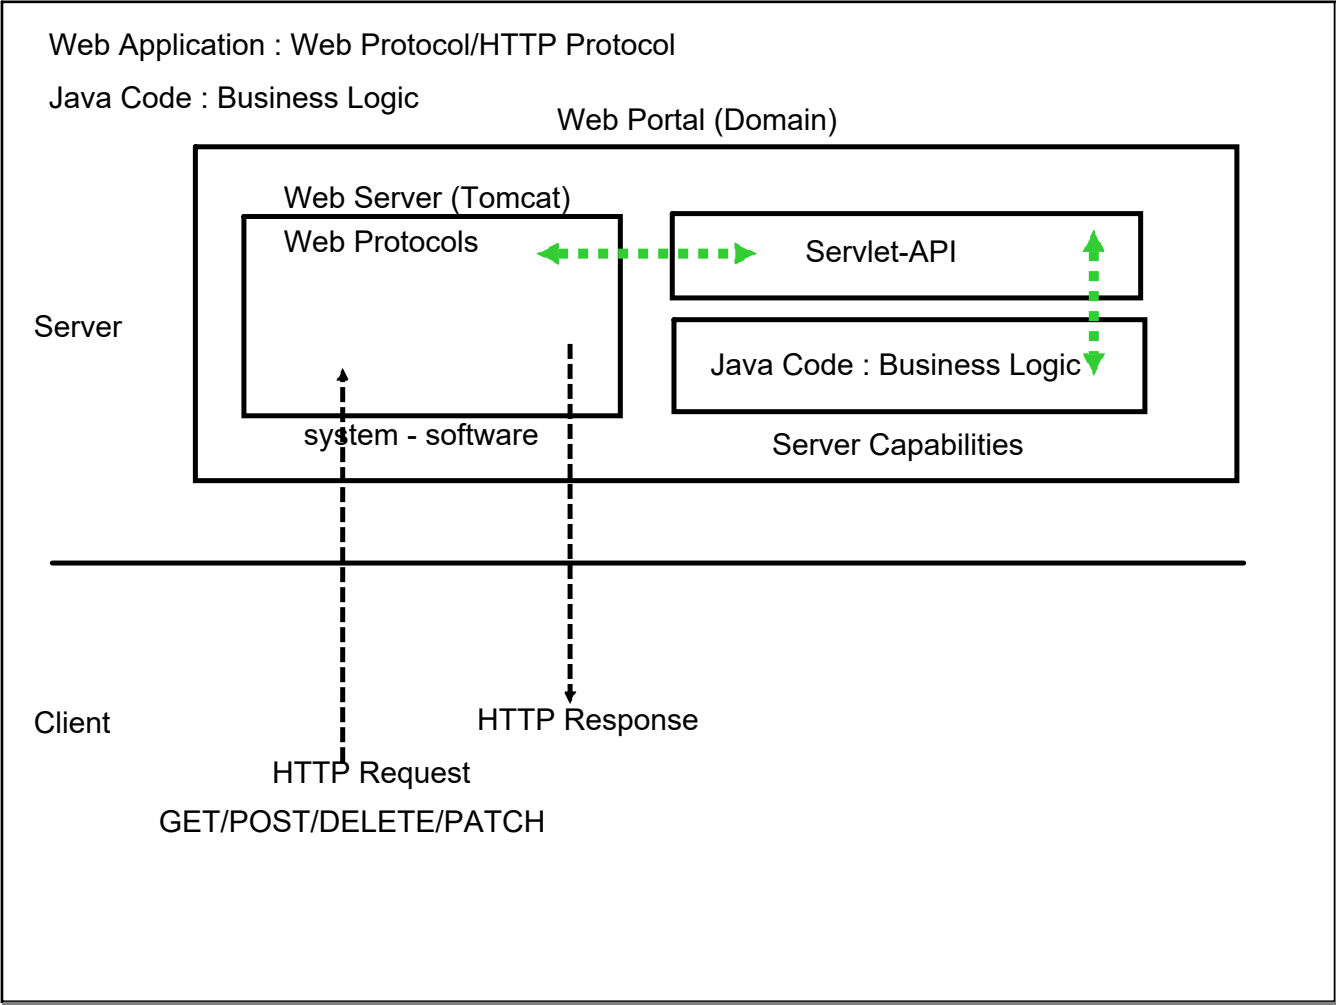 Web Application : Web Protocol/HTTP Protocol
Java Code : Business Logic
Web Portal (Domain)
Web Server (Tomcat)
Web Protocols
Servlet-API
Server
Java Code : Business Logic
system - software
Server Capabilities
Client
HTTP Response
HTTP Request
GET/POST/DELETE/PATCH